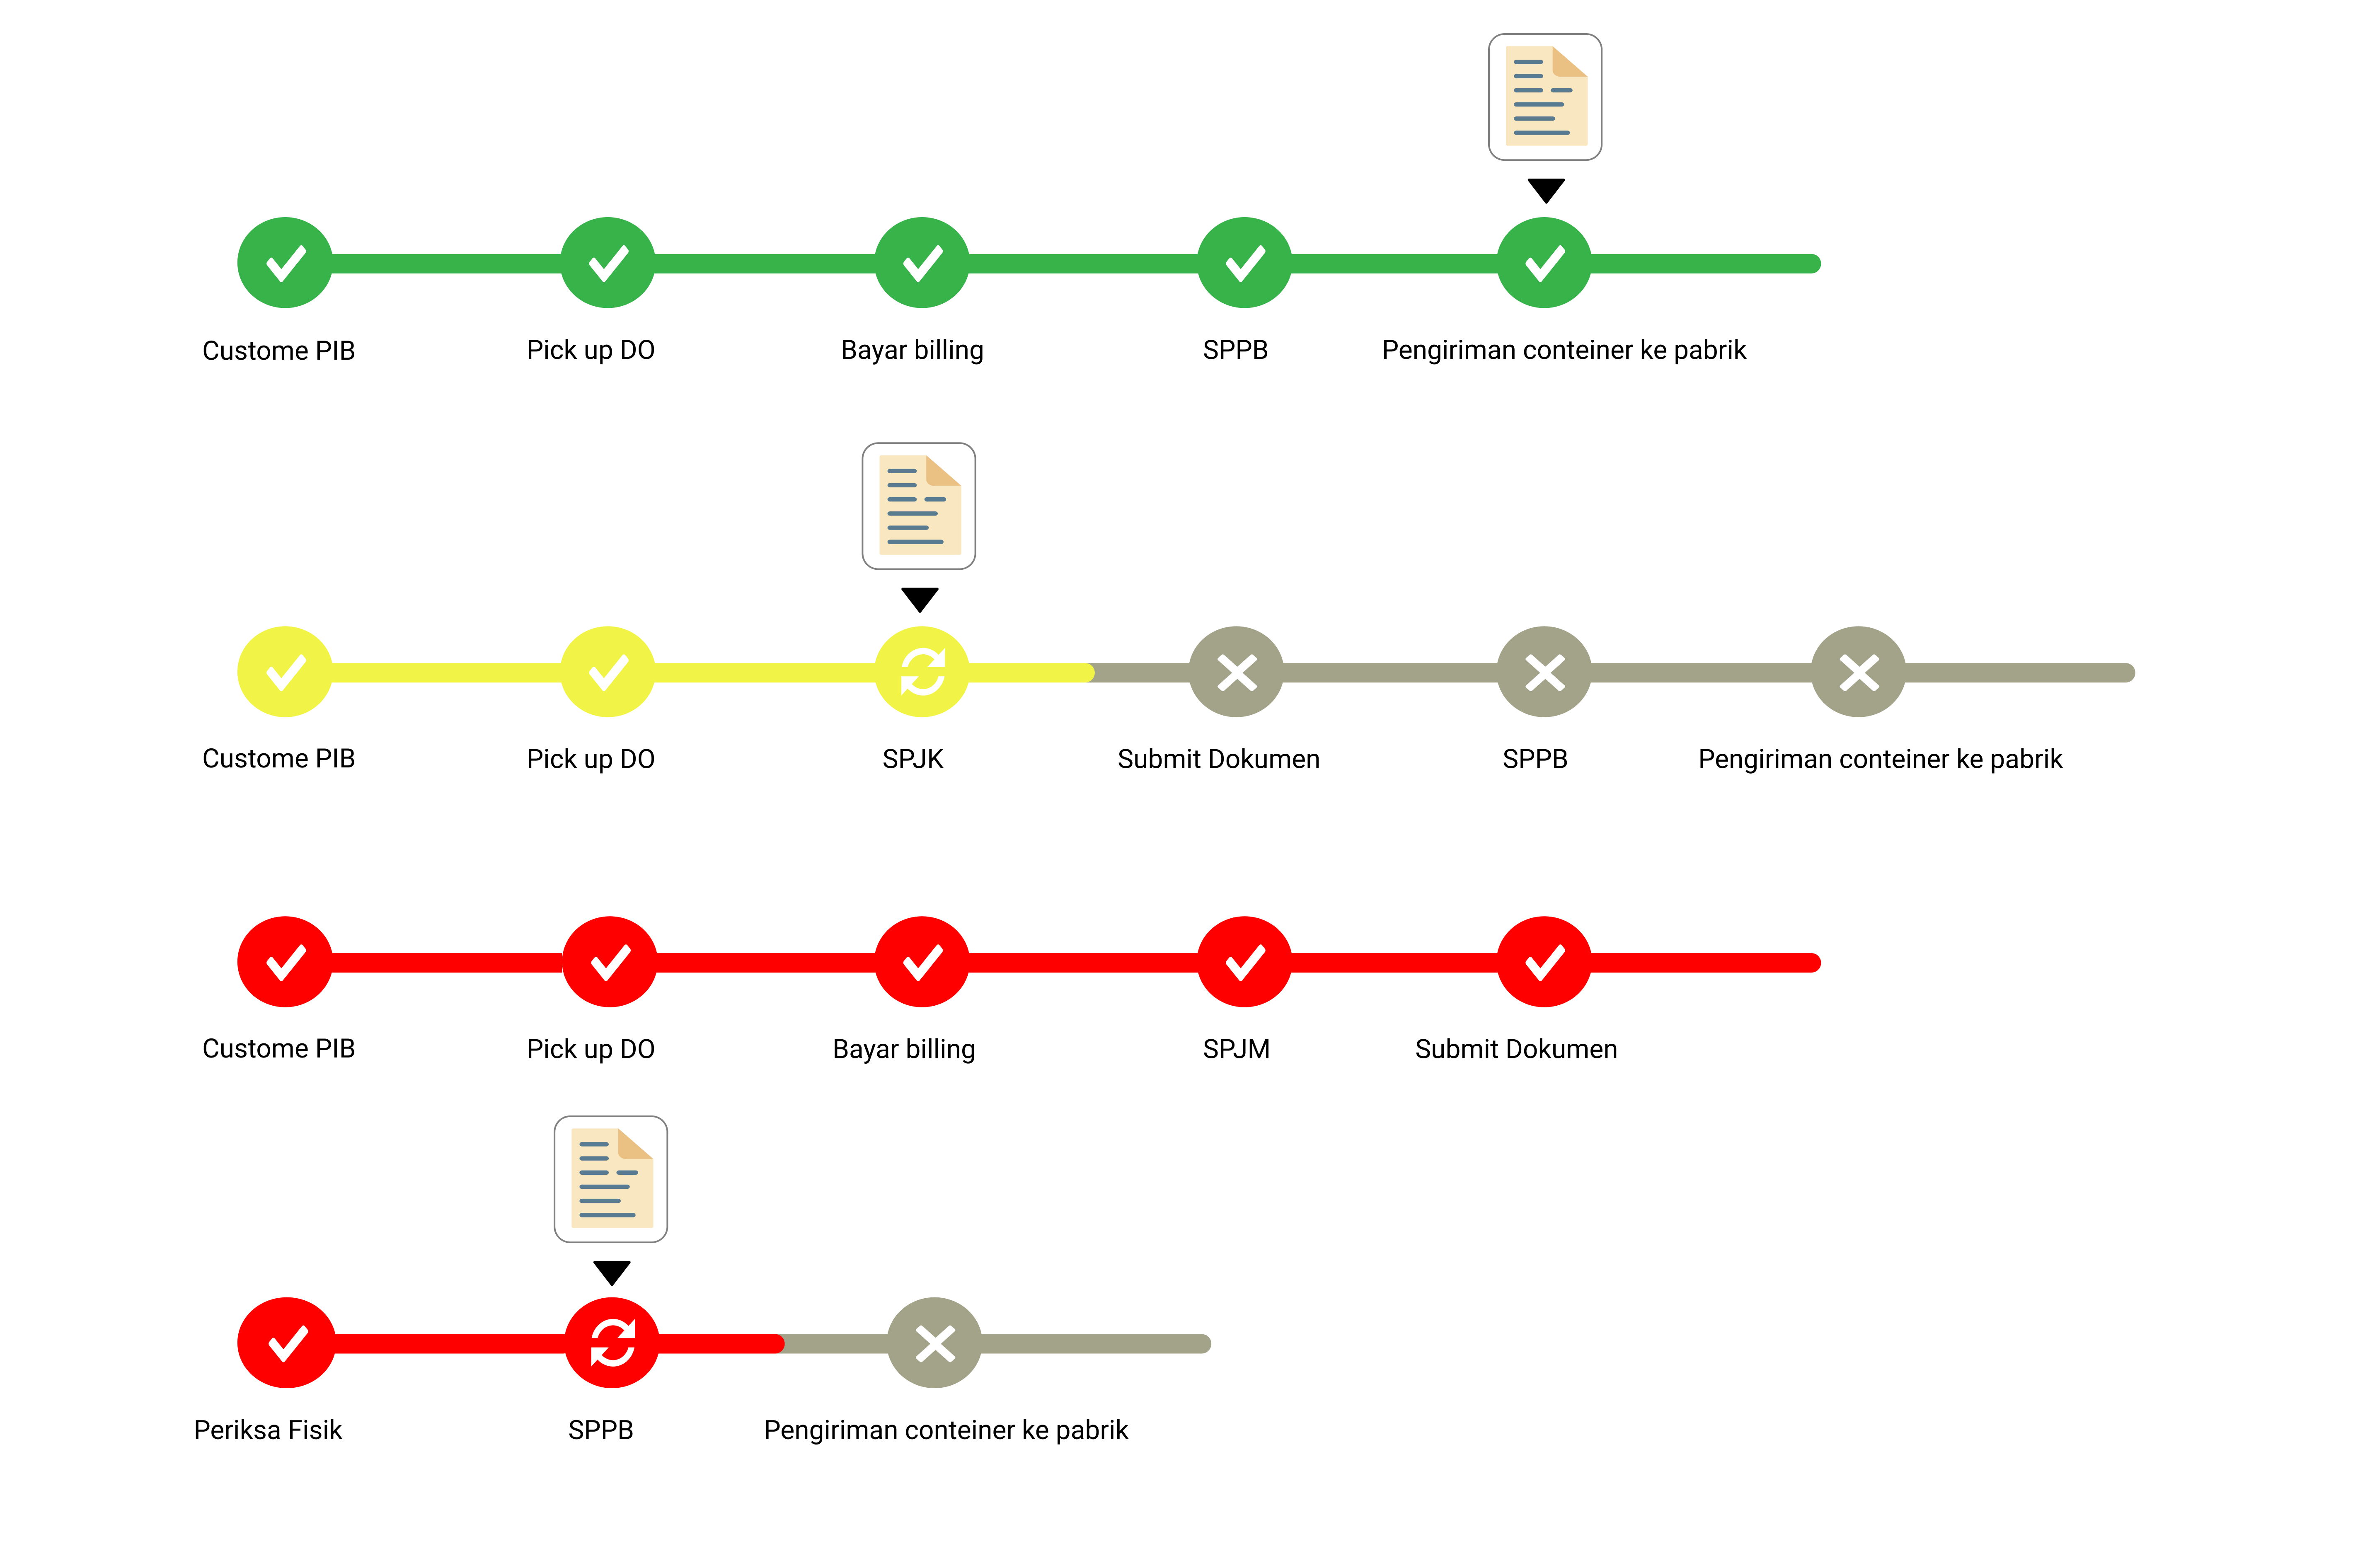 Custome PIB
Pick up DO
Bayar billing
SPPB
Pengiriman conteiner ke pabrik
Custome PIB
Pick up DO
SPJK
Submit Dokumen
SPPB
Pengiriman conteiner ke pabrik
Custome PIB
Pick up DO
Bayar billing
SPJM
Submit Dokumen
Periksa Fisik
SPPB
Pengiriman conteiner ke pabrik